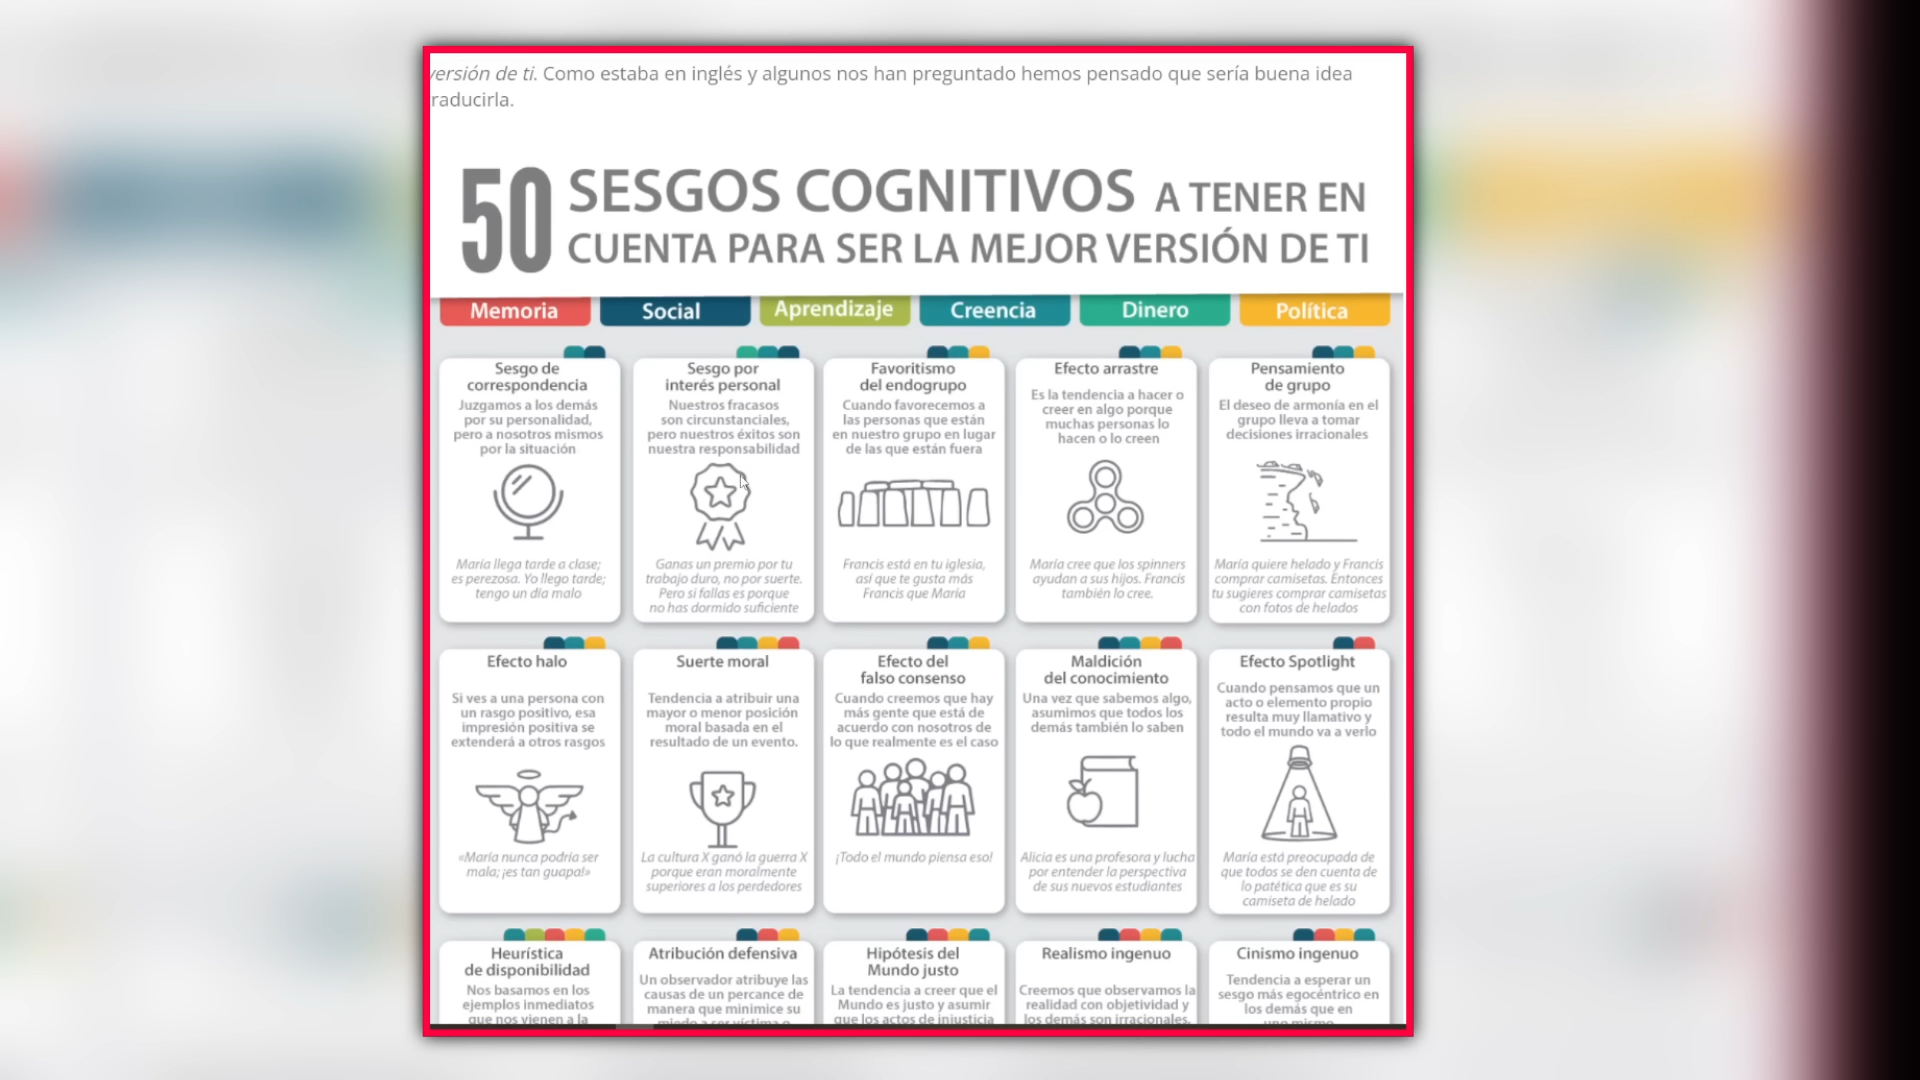 versión de ti. Como estaba en inglés y algunos nos han preguntado hemos pensado que sería buena idea
raducirla.
50 SESGOS COGNITIVOS A TENER EN
CUENTA PARA SER LA MEJOR VERSIÓN DE TI
Memoria
Social
Aprendizaje
Creencia
Dinero
Política
Sesgo de
correspondencia
Juzgamos a los demás
por su personalidad,
pero a nosotros mismos
por la situación
María llega tarde a clase;
es perezosa. Yo llego tarde;
tengo un día malo
Sesgo por
interés personal
Nuestros fracasos
son circunstanciales,
pero nuestros éxitos son
nuestra responsabilidad
Ganas un premio por tu
trabajo duro, no por suerte.
Pero si fallas es porque
no has dormido suficiente
Favoritismo
del endogrupo
Cuando favorecemos a
las personas que están
en nuestro grupo en lugar
de las que están fuera
Francis está en tu iglesia,
así que te gusta más
Francis que María
Efecto arrastre
Es la tendencia a hacer o
creer en algo porque
muchas personas lo
hacen o lo creen
María cree que los spinners
ayudan a sus hijos. Francis
también lo cree.
Pensamiento
de grupo
El deseo de armonía en el
grupo lleva a tomar
decisiones irracionales
María quiere helado y Francis
comprar camisetas. Entonces
tu sugieres comprar camisetas
con fotos de helados
Efecto halo
Si ves a una persona con
un rasgo positivo, esa
impresión positiva se
extenderá a otros rasgos
«María nunca podría ser
mala; ¡es tan guapa!»
Suerte moral
Tendencia a atribuir una
mayor o menor posición
moral basada en el
resultado de un evento.
La cultura X ganó la guerra X
porque eran moralmente
superiores a los perdedores
Efecto del
falso consenso
Cuando creemos que hay
más gente que está de
acuerdo con nosotros de
lo que realmente es el caso
¡Todo el mundo piensa eso!
Maldición
del conocimiento
Una vez que sabemos algo,
asumimos que todos los
demás también lo saben
Alicia es una profesora y lucha
por entender la perspectiva
de sus nuevos estudiantes
Efecto Spotlight
Cuando pensamos que un
acto o elemento propio
resulta muy llamativo y
todo el mundo va a verlo
María está preocupada de
que todos se den cuenta de
lo patética que es su
camiseta de helado
Heurística
de disponibilidad
Nos basamos en los
ejemplos inmediatos
que nos vienen a la
Atribución defensiva
Un observador atribuye las
causas de un percance de
manera que minimice su
miedo a ser víctima o
Hipótesis del
Mundo justo
La tendencia a creer que el
Mundo es justo y asumir
que los actos de injusticia
Realismo ingenuo
Creemos que observamos la
realidad con objetividad y
los demás son irracionales,
Cinismo ingenuo
Tendencia a esperar un
sesgo más egocéntrico en
los demás que en
uno mismo